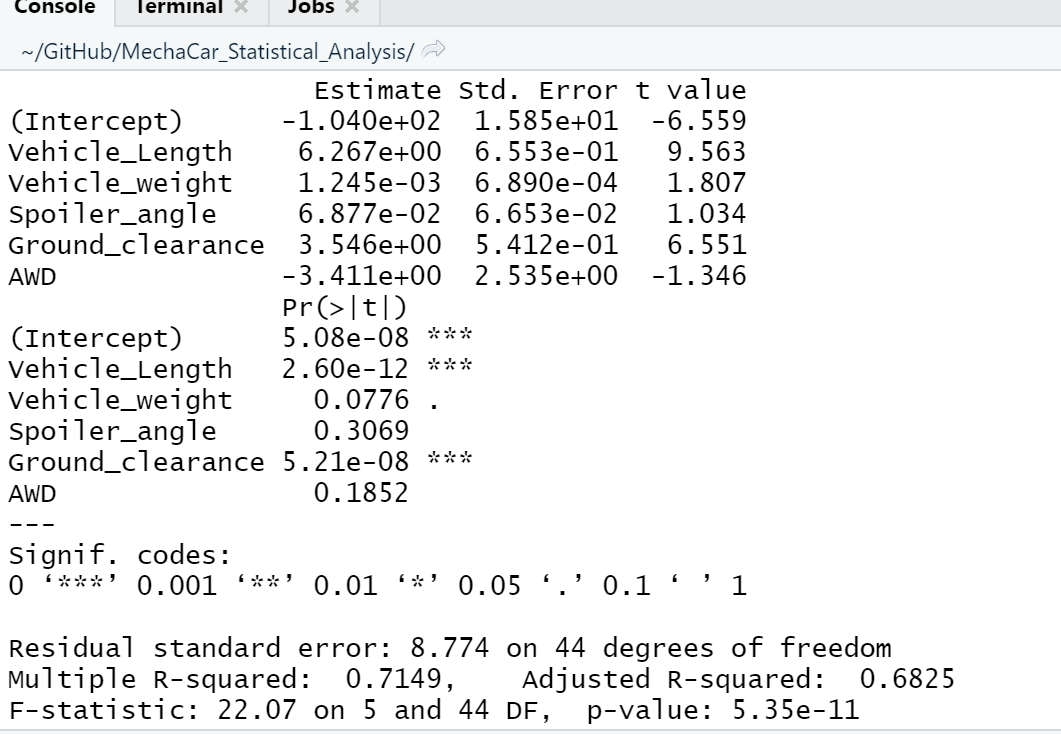 Console Terminal × Jobs ×
~/GitHub/MechaCar_Statistical_Analysis/
Estimate Std. Error t value
(Intercept) -1.040e+02 1.585e+01 -6.559
Vehicle_Length 6.267e+00 6.553e-01 9.563
Vehicle_weight 1.245e-03 6.890e-04 1.807
Spoiler_angle 6.877e-02 6.653e-02 1.034
Ground_clearance 3.546e+00 5.412e-01 6.551
AWD -3.411e+00 2.535e+00 -1.346
Pr(>|t|)
(Intercept) 5.08e-08 ***
Vehicle_Length 2.60e-12 ***
Vehicle_weight 0.0776 .
Spoiler_angle 0.3069
Ground_clearance 5.21e-08 ***
AWD 0.1852
---
Signif. codes:
0 ‘***’ 0.001 ‘**’ 0.01 ‘*’ 0.05 ‘.’ 0.1 ‘ ’ 1
Residual standard error: 8.774 on 44 degrees of freedom
Multiple R-squared: 0.7149, Adjusted R-squared: 0.6825
F-statistic: 22.07 on 5 and 44 DF, p-value: 5.35e-11